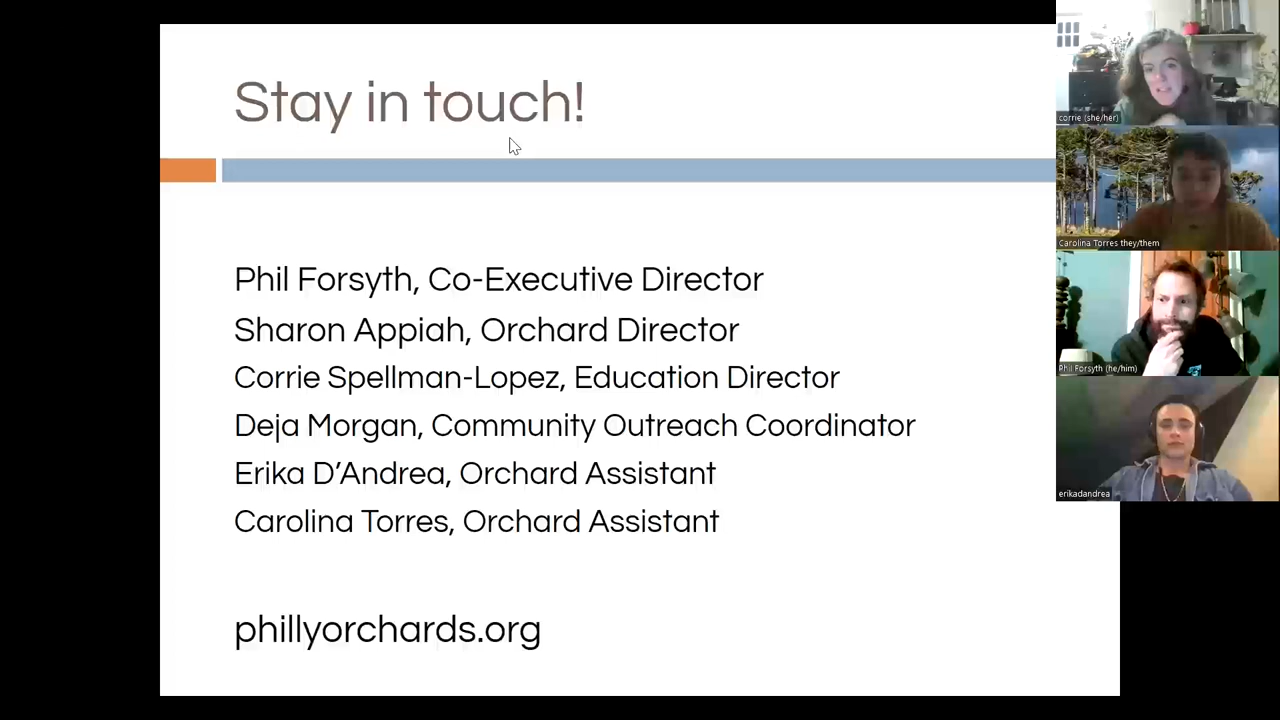 Stay in touch!
Phil Forsyth, Co-Executive Director
Sharon Appiah, Orchard Director
Corrie Spellman-Lopez, Education Director
Deja Morgan, Community Outreach Coordinator
Erika D’Andrea, Orchard Assistant
Carolina Torres, Orchard Assistant
phillyorchards.org
corrie (she/her)
Carolina Torres they/them
Phil Forsyth (he/him)
erikadandrea